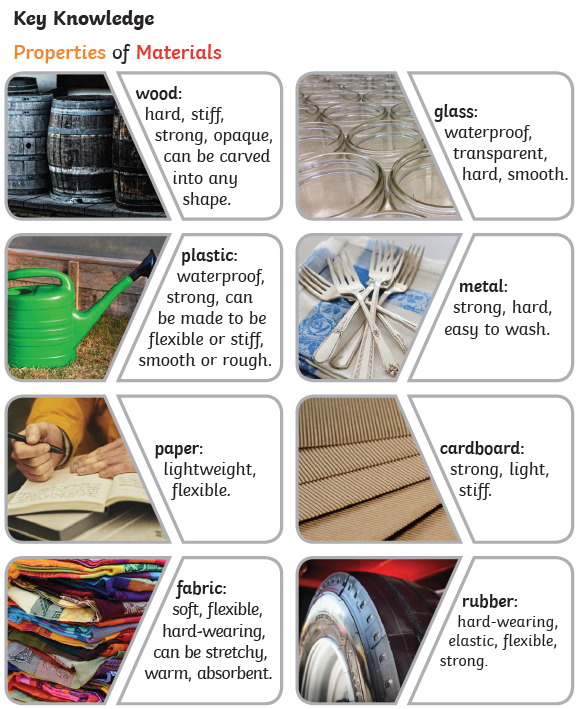 Key Knowledge
Properties of Materials
wood:
hard, stiff,
strong, opaque,
can be carved
into any
shape.
glass:
waterproof,
transparent,
hard, smooth.
plastic:
waterproof,
strong, can
be made to be
flexible or stiff,
smooth or rough.
metal:
strong, hard,
easy to wash.
paper:
lightweight,
flexible.
cardboard:
strong, light,
stiff.
fabric:
soft, flexible,
hard-wearing,
can be stretchy,
warm, absorbent.
rubber:
hard-wearing,
elastic, flexible,
strong.